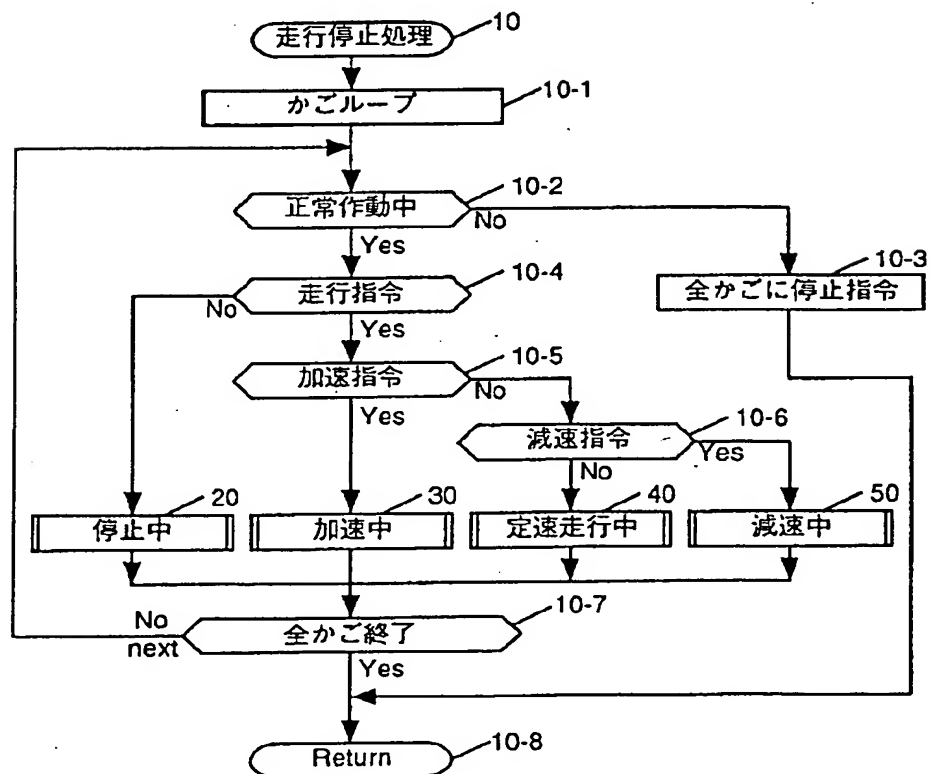 走行停止処理
10
かごループ
10-1
正常作動中
10-2
No
Yes
走行指令
10-4
全かごに停止指令
10-3
No
Yes
加速指令
10-5
No
Yes
減速指令
10-6
Yes
No
停止中
20
加速中
30
定速走行中
40
減速中
50
全かご終了
10-7
No
next
Yes
Return
10-8